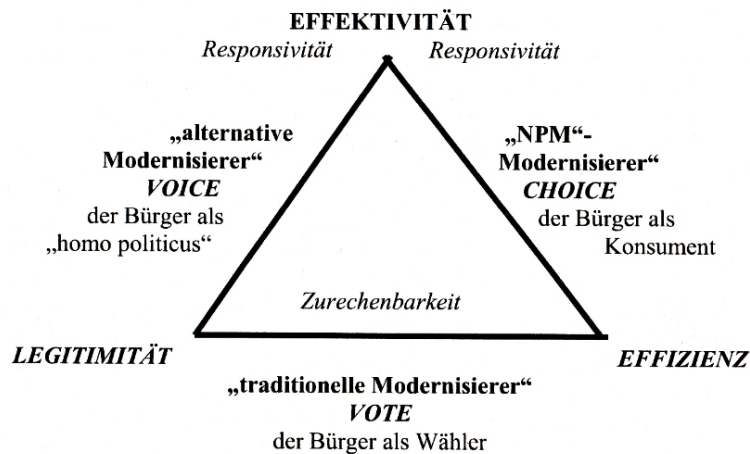 EFFEKTIVITÄT
Responsivität Responsivität
„alternative
Modernisierer“
VOICE
der Bürger als
„homo politicus“
„NPM“-
Modernisierer“
CHOICE
der Bürger als
Konsument
Zurechenbarkeit
LEGITIMITÄT
EFFIZIENZ
„traditionelle Modernisierer“
VOTE
der Bürger als Wähler